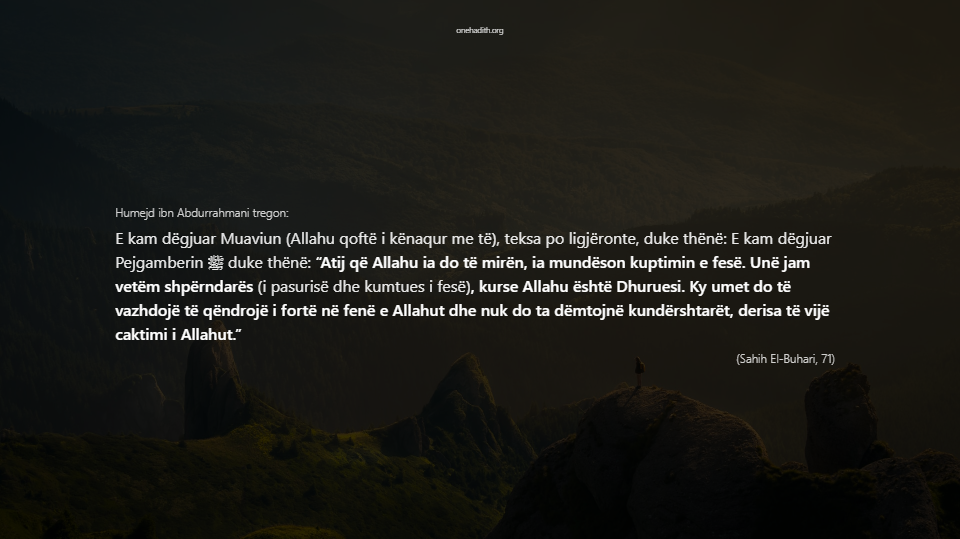 onehadith.org
Humejd ibn Abdurrahmani tregon:
E kam dëgjuar Muaviun (Allahu qoftë i kënaqur me të), teksa po ligjëronte, duke thënë: E kam dëgjuar
Pejgamberin ﷺ duke thënë: “Atij që Allahu ia do të mirën, ia mundëson kuptimin e fesë. Unë jam
vetëm shpërndarës (i pasurisë dhe kumtues i fesë), kurse Allahu është Dhuruesi. Ky umet do të
vazhdojë të qëndrojë i fortë në fenë e Allahut dhe nuk do ta dëmtojnë kundërshtarët, derisa të vijë
caktimi i Allahut.”
(Sahih El-Buhari, 71)